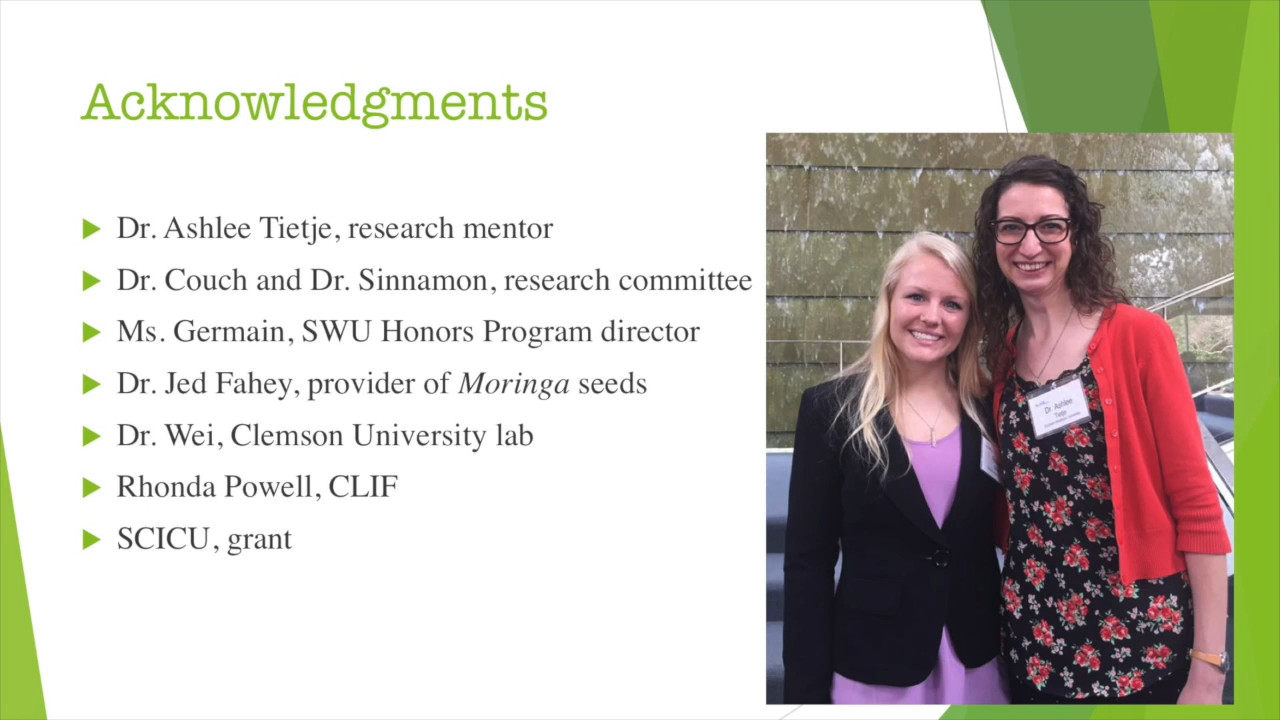 Acknowledgments
Dr. Ashlee Tietje, research mentor
Dr. Couch and Dr. Sinnamon, research committee
Ms. Germain, SWU Honors Program director
Dr. Jed Fahey, provider of Moringa seeds
Dr. Wei, Clemson University lab
Rhonda Powell, CLIF
SCICU, grant
Dr. Ashlee
Tietje